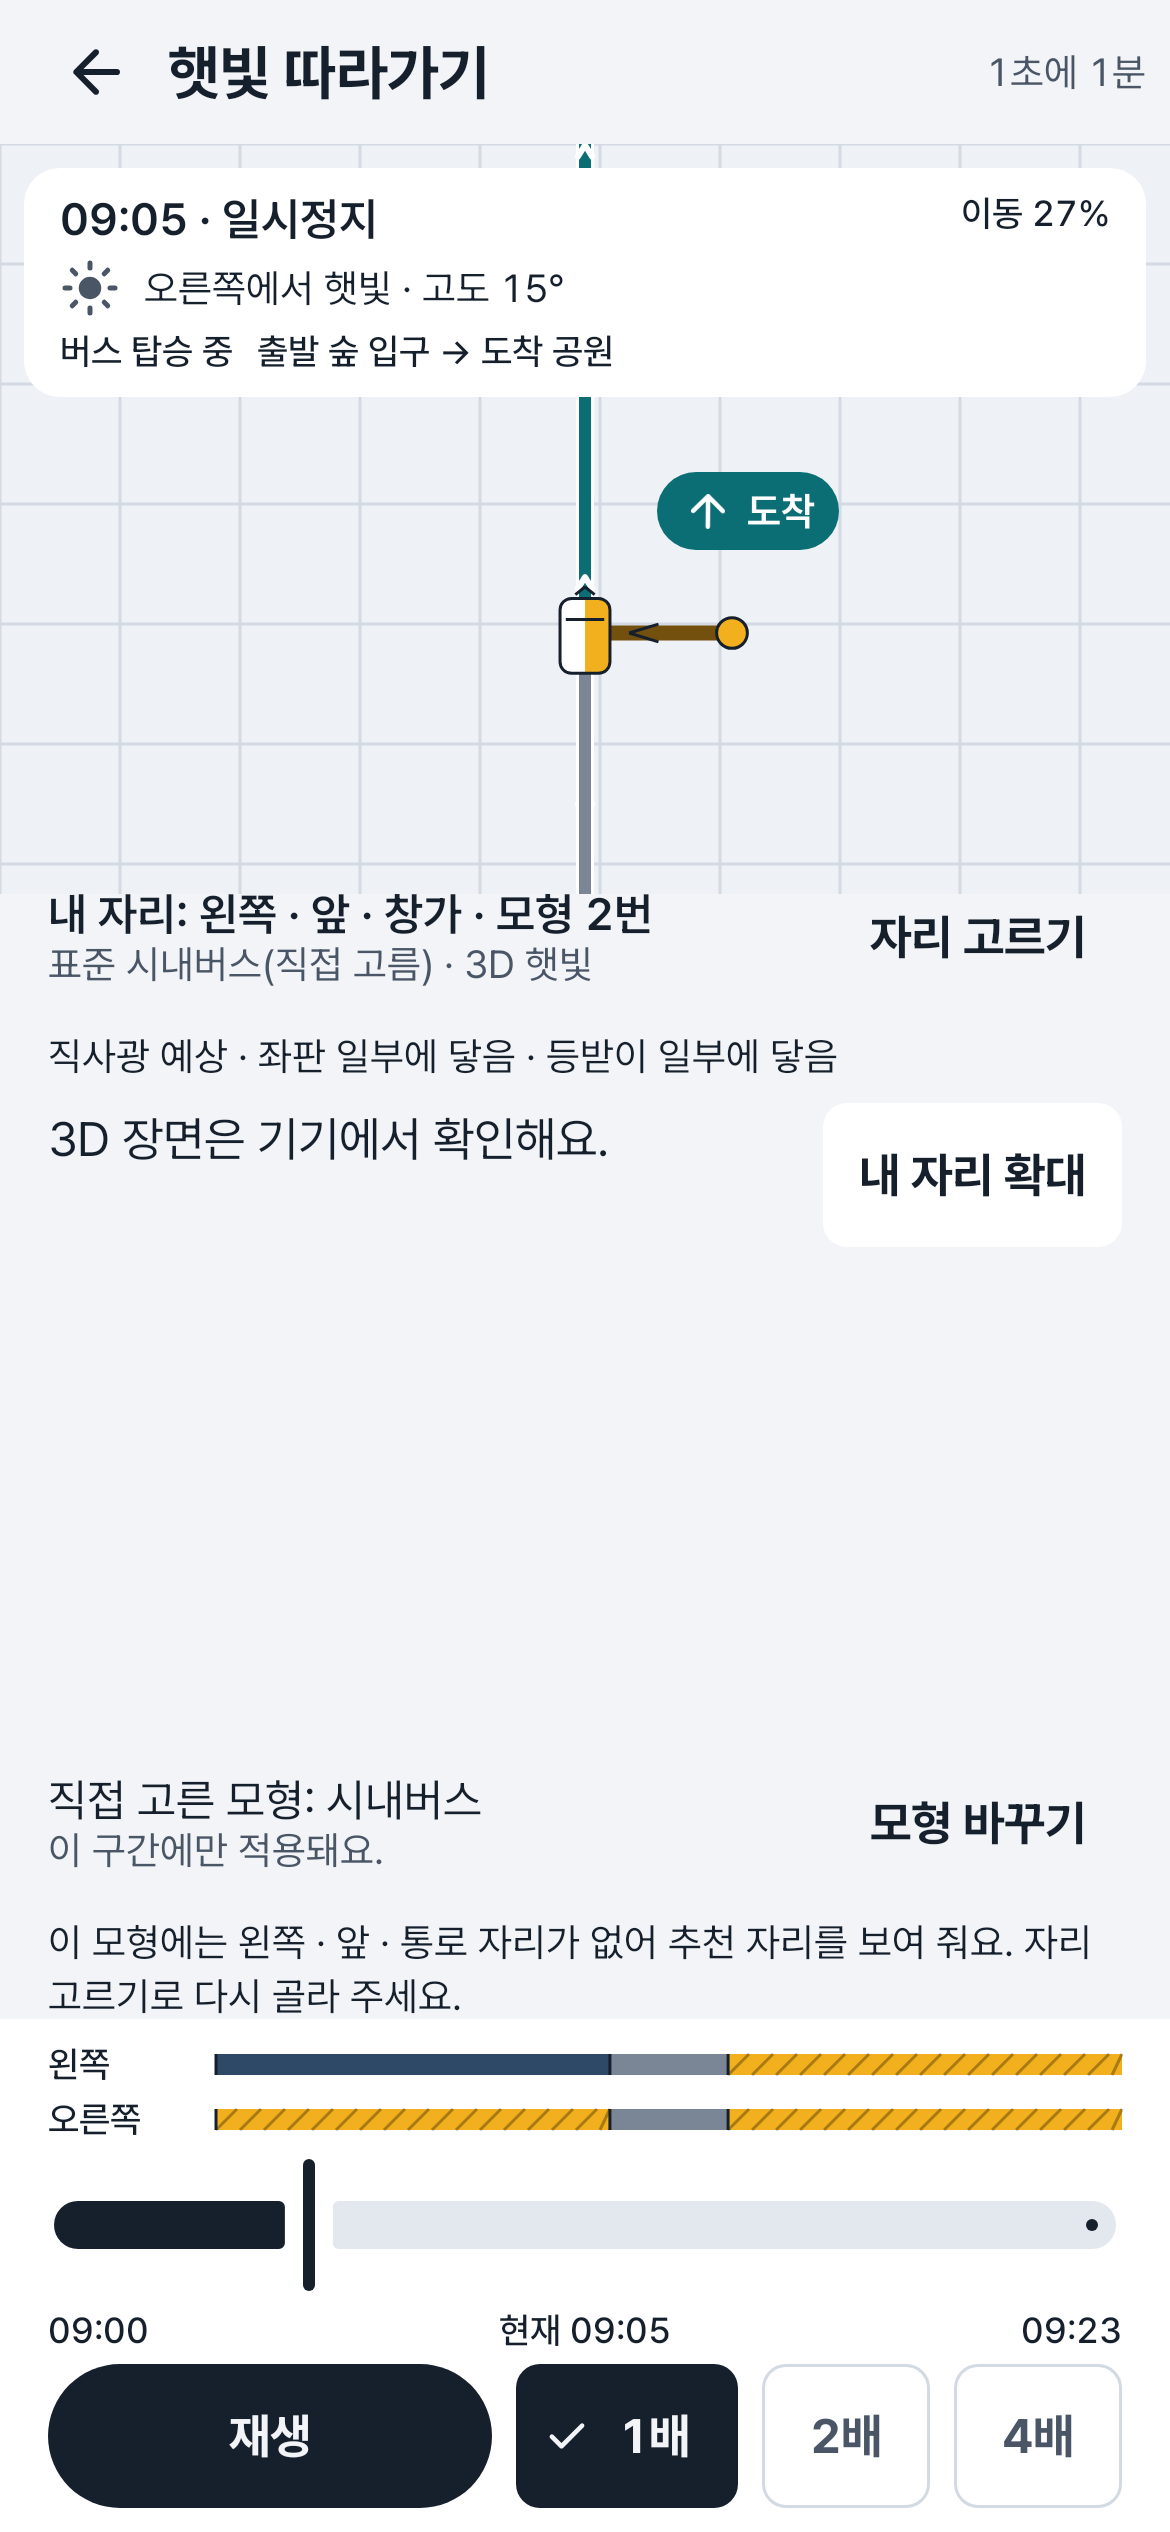 햇빛 따라가기
1초에 1분
09:05 · 일시정지
이동 27%
오른쪽에서 햇빛 · 고도 15°
버스 탑승 중 출발 숲 입구 → 도착 공원
↑ 도착
내 자리: 왼쪽 · 앞 · 창가 · 모형 2번
자리 고르기
표준 시내버스(직접 고름) · 3D 햇빛
직사광 예상 · 좌판 일부에 닿음 · 등받이 일부에 닿음
3D 장면은 기기에서 확인해요.
내 자리 확대
직접 고른 모형: 시내버스
모형 바꾸기
이 구간에만 적용돼요.
이 모형에는 왼쪽 · 앞 · 통로 자리가 없어 추천 자리를 보여 줘요. 자리
고르기로 다시 골라 주세요.
왼쪽
오른쪽
09:00 현재 09:05 09:23
재생 1배 2배 4배